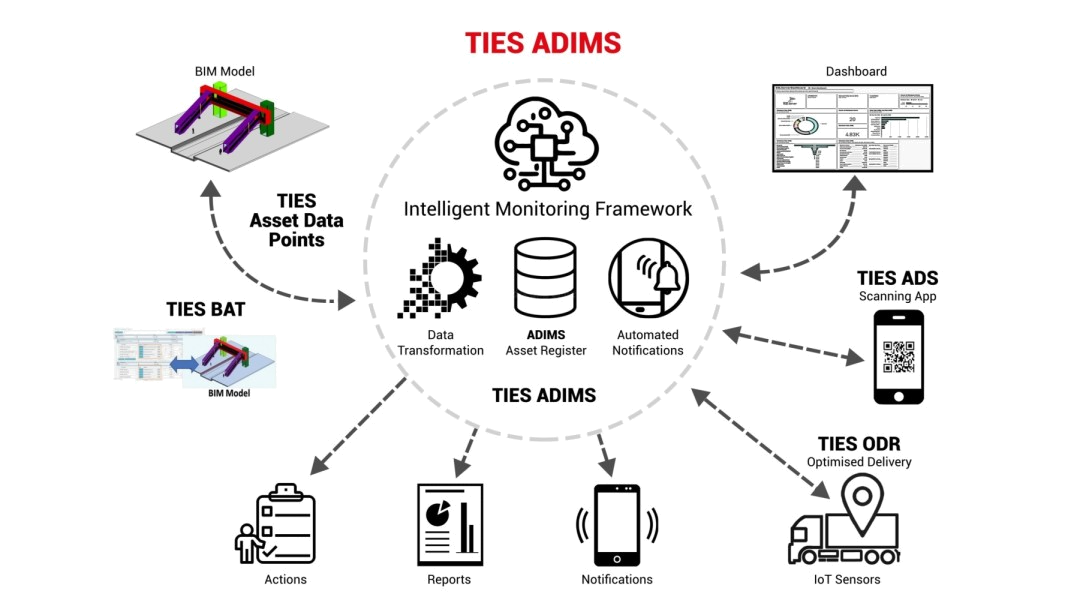 TIES ADIMS
BIM Model
Dashboard
20
4.83K
Intelligent Monitoring Framework
TIES
Asset Data
Points
TIES BAT
BIM Model
Data
Transformation
ADIMS
Asset Register
Automated
Notifications
TIES ADIMS
TIES ADS
Scanning App
TIES ODR
Optimised Delivery
IoT Sensors
Actions
Reports
Notifications